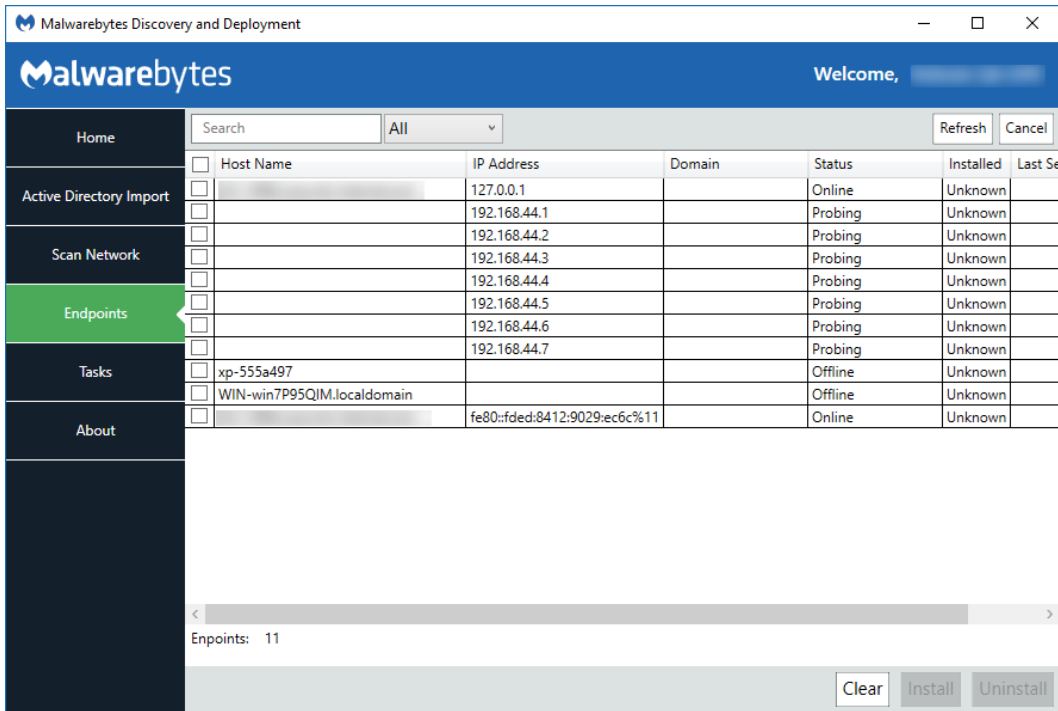 Malwarebytes Discovery and Deployment
Malwarebytes
Welcome,
Home
Active Directory Import
Scan Network
Endpoints
Tasks
About
Search All Refresh Cancel
Host Name IP Address Domain Status Installed Last Se
127.0.0.1 Online Unknown
192.168.44.1 Probing Unknown
192.168.44.2 Probing Unknown
192.168.44.3 Probing Unknown
192.168.44.4 Probing Unknown
192.168.44.5 Probing Unknown
192.168.44.6 Probing Unknown
192.168.44.7 Probing Unknown
xp-555a497 Offline Unknown
WIN-win7P95QIM.localdomain Offline Unknown
fe80::fded:8412:9029:ec6c%11 Online Unknown
Enpoints: 11
Clear Install Uninstall